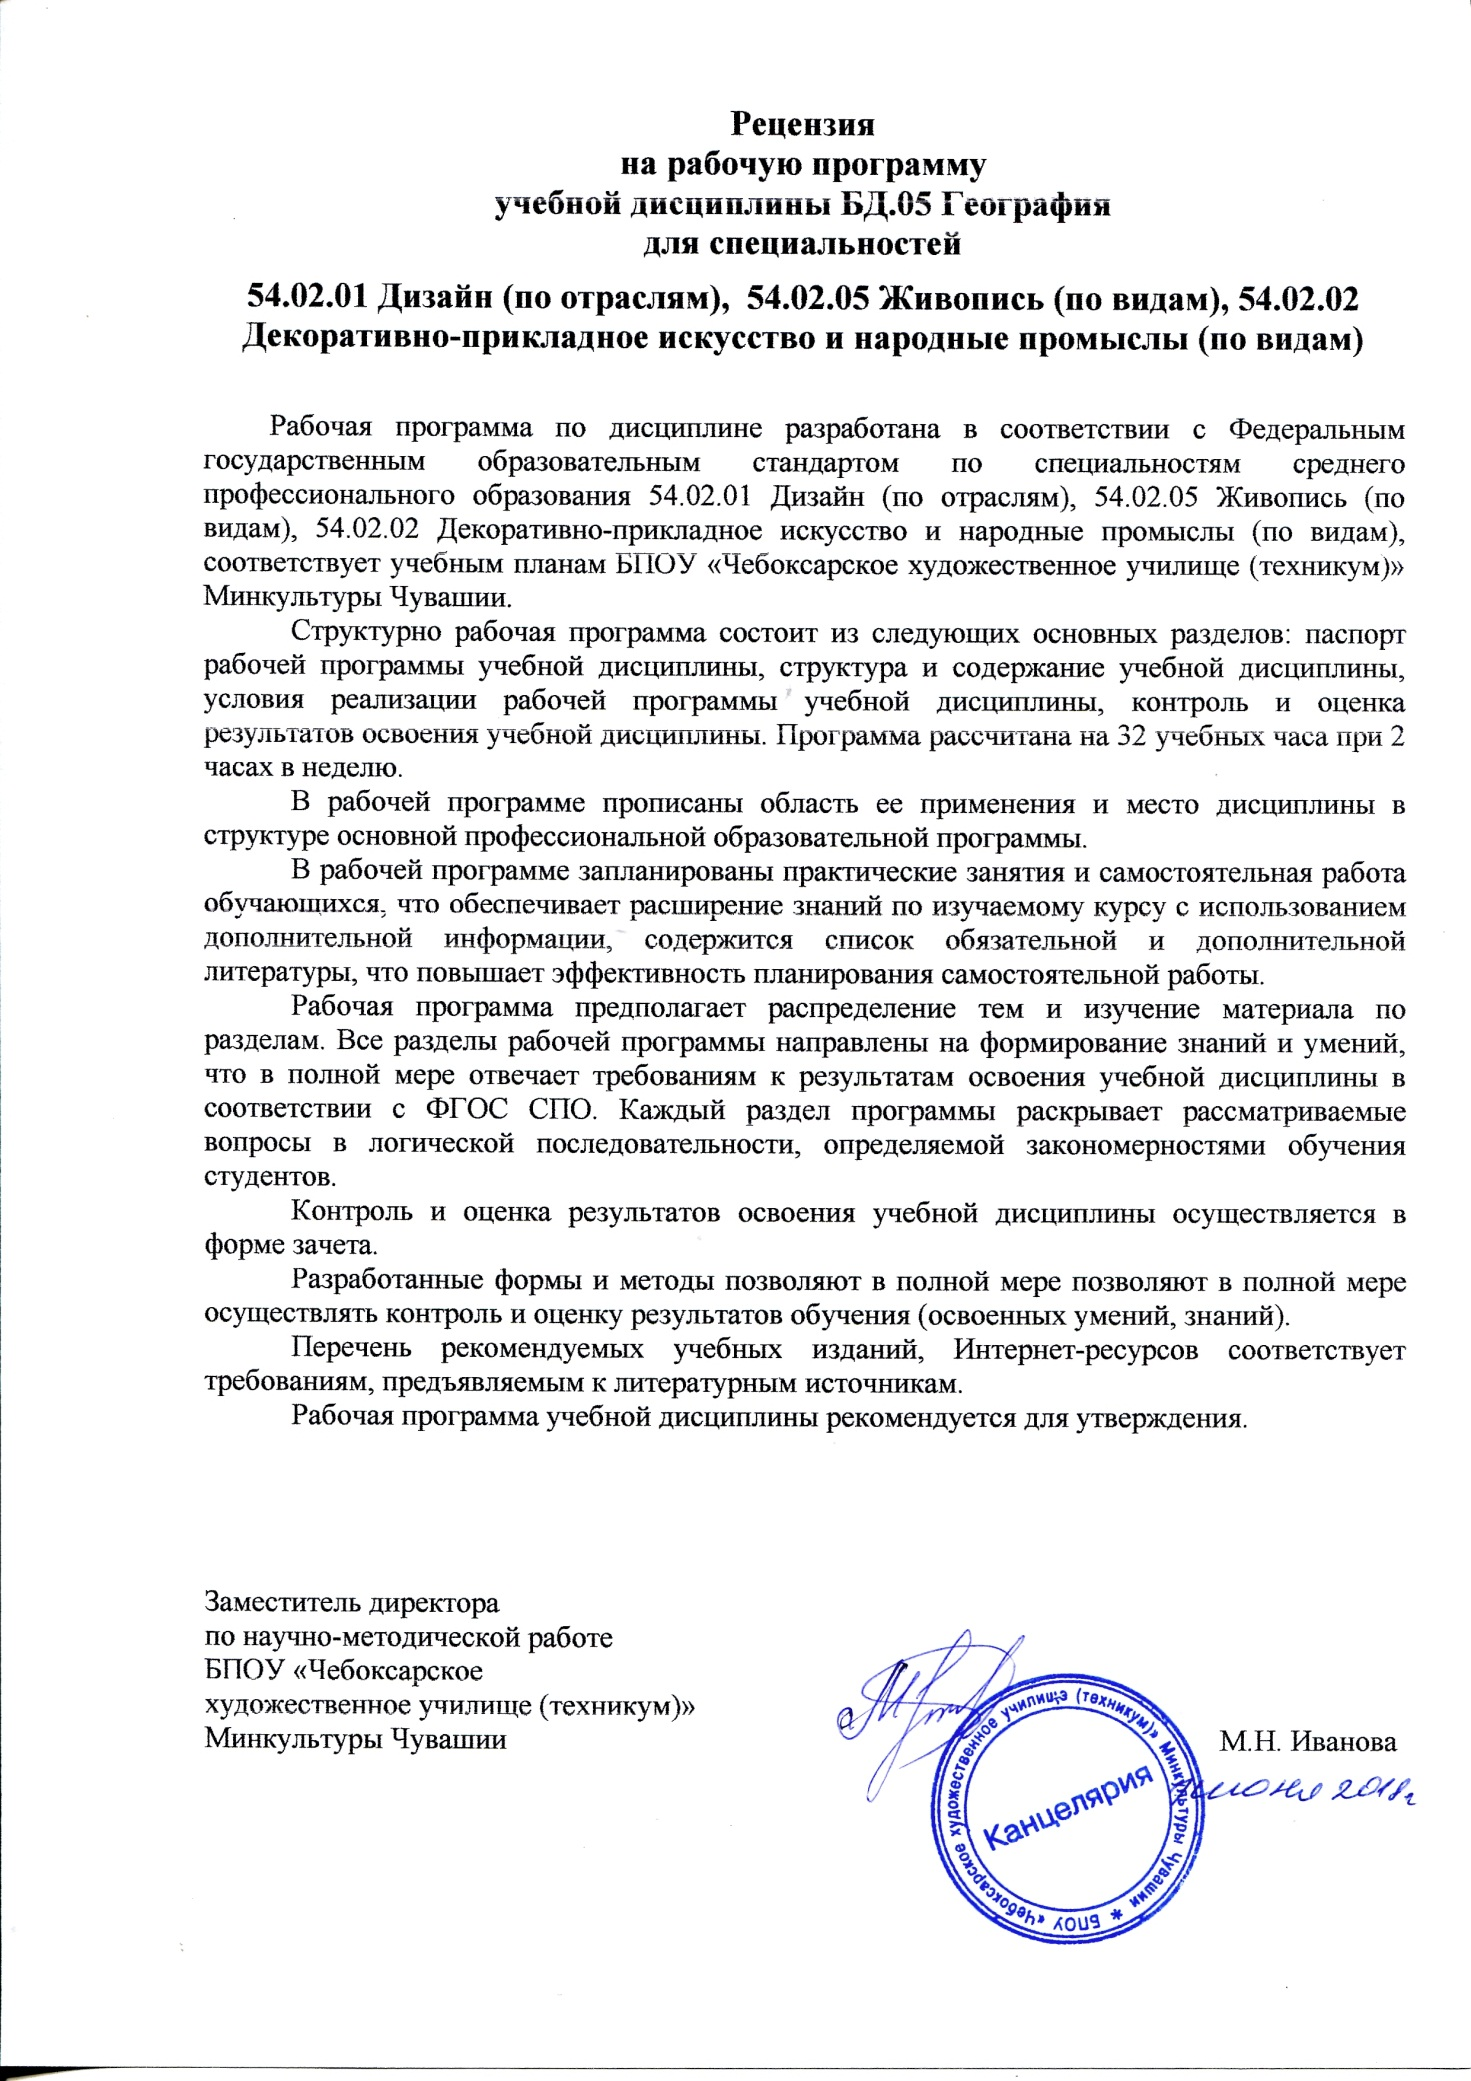 Рецензия
на рабочую программу
учебной дисциплины БД.05 География
для специальностей
54.02.01 Дизайн (по отраслям), 54.02.05 Живопись (по видам), 54.02.02
Декоративно-прикладное искусство и народные промыслы (по видам)
Рабочая программа по дисциплине разработана в соответствии с Федеральным
государственным образовательным стандартом по специальностям среднего
профессионального образования 54.02.01 Дизайн (по отраслям), 54.02.05 Живопись (по
видам), 54.02.02 Декоративно-прикладное искусство и народные промыслы (по видам),
соответствует учебным планам БПОУ «Чебоксарское художественное училище (техникум)»
Минкультуры Чувашии.
Структурно рабочая программа состоит из следующих основных разделов: паспорт
рабочей программы учебной дисциплины, структура и содержание учебной дисциплины,
условия реализации рабочей программы учебной дисциплины, контроль и оценка
результатов освоения учебной дисциплины. Программа рассчитана на 32 учебных часа при 2
часах в неделю.
В рабочей программе прописаны область ее применения и место дисциплины в
структуре основной профессиональной образовательной программы.
В рабочей программе запланированы практические занятия и самостоятельная работа
обучающихся, что обеспечивает расширение знаний по изучаемому курсу с использованием
дополнительной информации, содержится список обязательной и дополнительной
литературы, что повышает эффективность планирования самостоятельной работы.
Рабочая программа предполагает распределение тем и изучение материала по
разделам. Все разделы рабочей программы направлены на формирование знаний и умений,
что в полной мере отвечает требованиям к результатам освоения учебной дисциплины в
соответствии с ФГОС СПО. Каждый раздел программы раскрывает рассматриваемые
вопросы в логической последовательности, определяемой закономерностями обучения
студентов.
Контроль и оценка результатов освоения учебной дисциплины осуществляется в
форме зачета.
Разработанные формы и методы позволяют в полной мере позволяют в полной мере
осуществлять контроль и оценку результатов обучения (освоенных умений, знаний).
Перечень рекомендуемых учебных изданий, Интернет-ресурсов соответствует
требованиям, предъявляемым к литературным источникам.
Рабочая программа учебной дисциплины рекомендуется для утверждения.
Заместитель директора
по научно-методической работе
БПОУ «Чебоксарское
художественное училище (техникум)»
Минкультуры Чувашии
М.Н. Иванова
июня 2018г
БПОУ «Чебоксарское художественное училище (техникум)» Минкультуры Чувашии *
Канцелярия